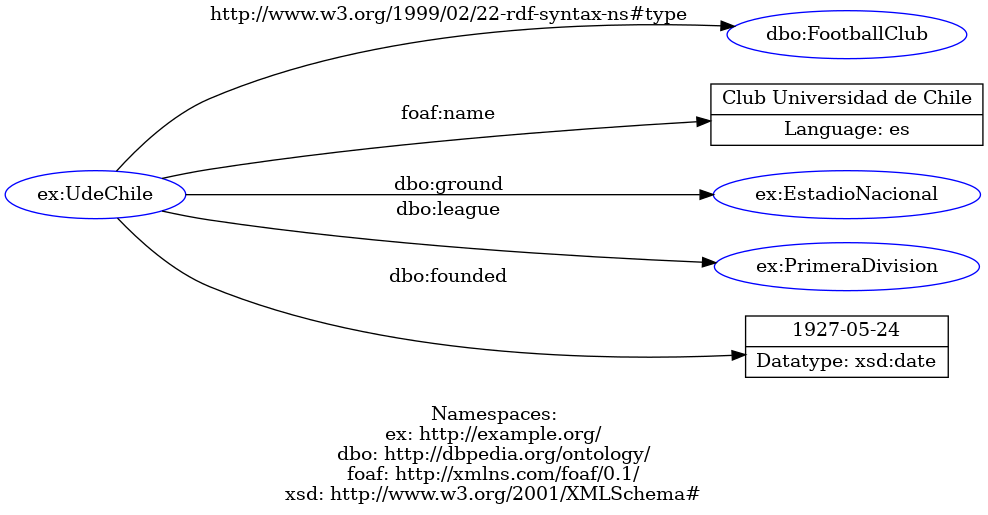 http://www.w3.org/1999/02/22-rdf-syntax-ns#type
dbo:FootballClub
foaf:name
Club Universidad de Chile
Language: es
ex:UdeChile
dbo:ground
ex:EstadioNacional
dbo:league
ex:PrimeraDivision
dbo:founded
1927-05-24
Datatype: xsd:date
Namespaces:
ex: http://example.org/
dbo: http://dbpedia.org/ontology/
foaf: http://xmlns.com/foaf/0.1/
xsd: http://www.w3.org/2001/XMLSchema#